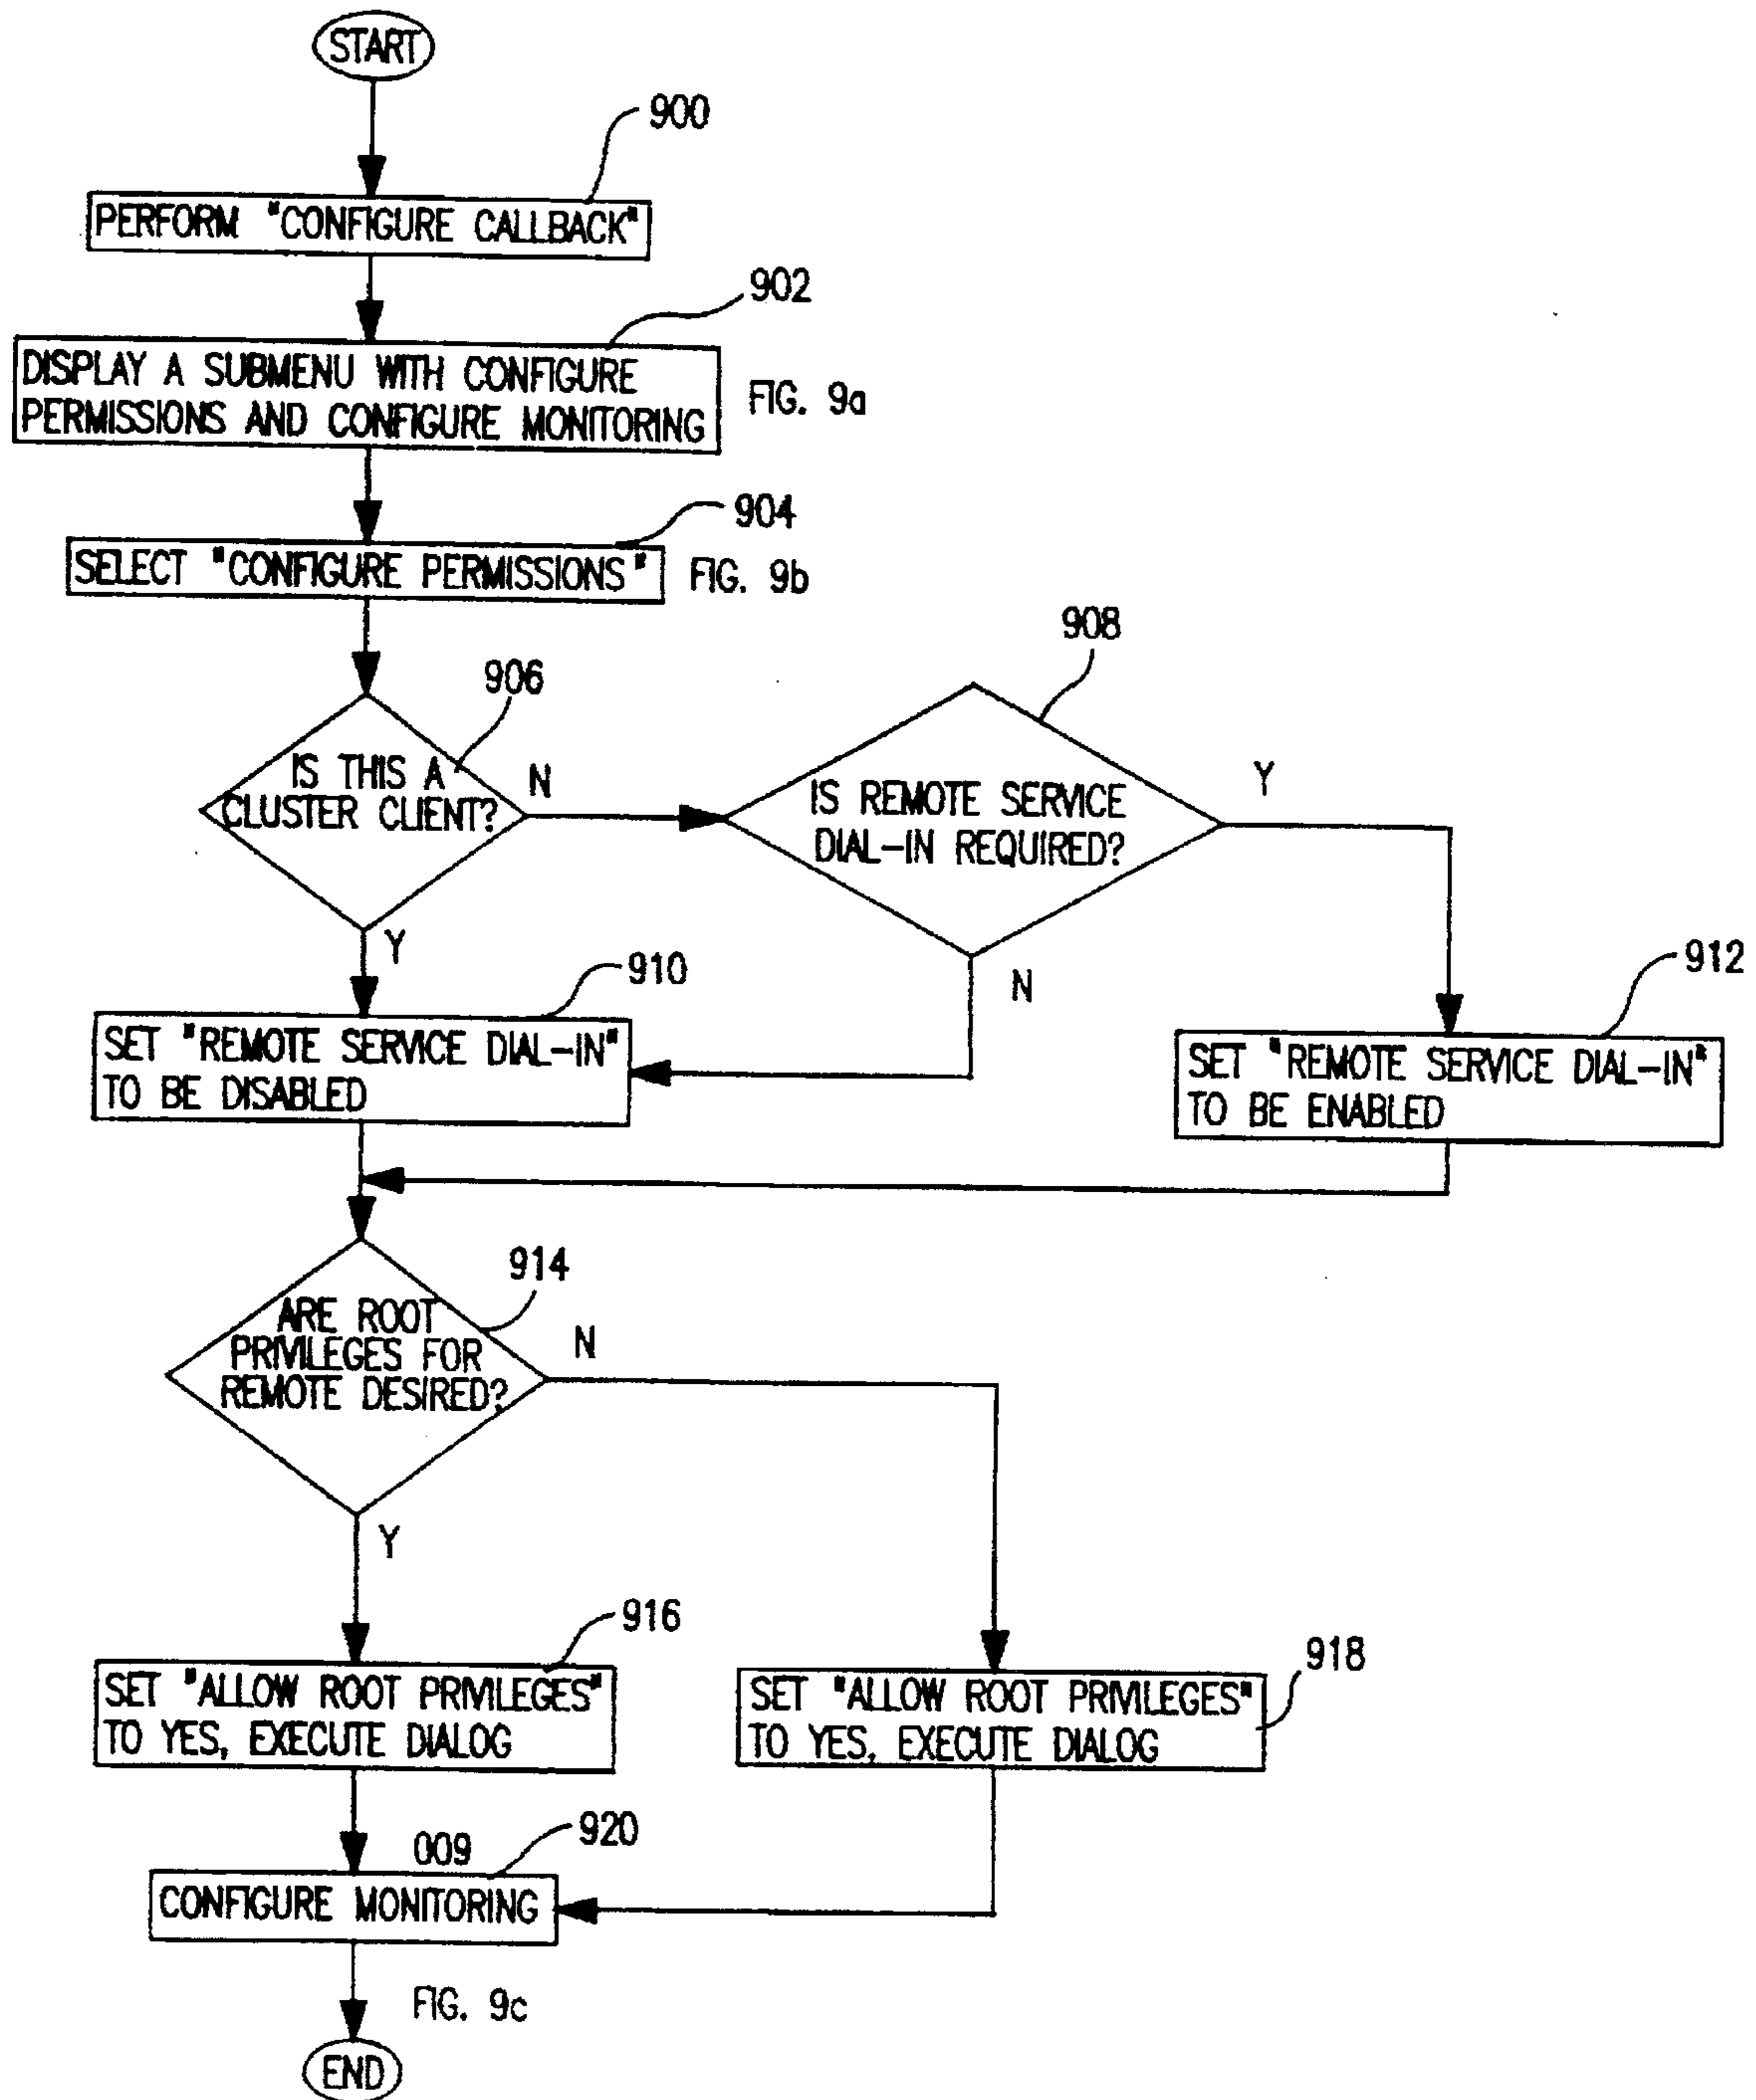 START
900
PERFORM "CONFIGURE CALLBACK"
902
DISPLAY A SUBMENU WITH CONFIGURE
PERMISSIONS AND CONFIGURE MONITORING
FIG. 9a
904
SELECT "CONFIGURE PERMISSIONS"
FIG. 9b
906
IS THIS A
CLUSTER CLIENT?
N
908
IS REMOTE SERVICE
DIAL-IN REQUIRED?
Y
Y
N
910
SET "REMOTE SERVICE DIAL-IN"
TO BE DISABLED
912
SET "REMOTE SERVICE DIAL-IN"
TO BE ENABLED
914
ARE ROOT
PRIVILEGES FOR
REMOTE DESIRED?
N
Y
916
SET "ALLOW ROOT PRIVILEGES"
TO YES, EXECUTE DIALOG
918
SET "ALLOW ROOT PRIVILEGES"
TO YES, EXECUTE DIALOG
009
920
CONFIGURE MONITORING
FIG. 9c
END